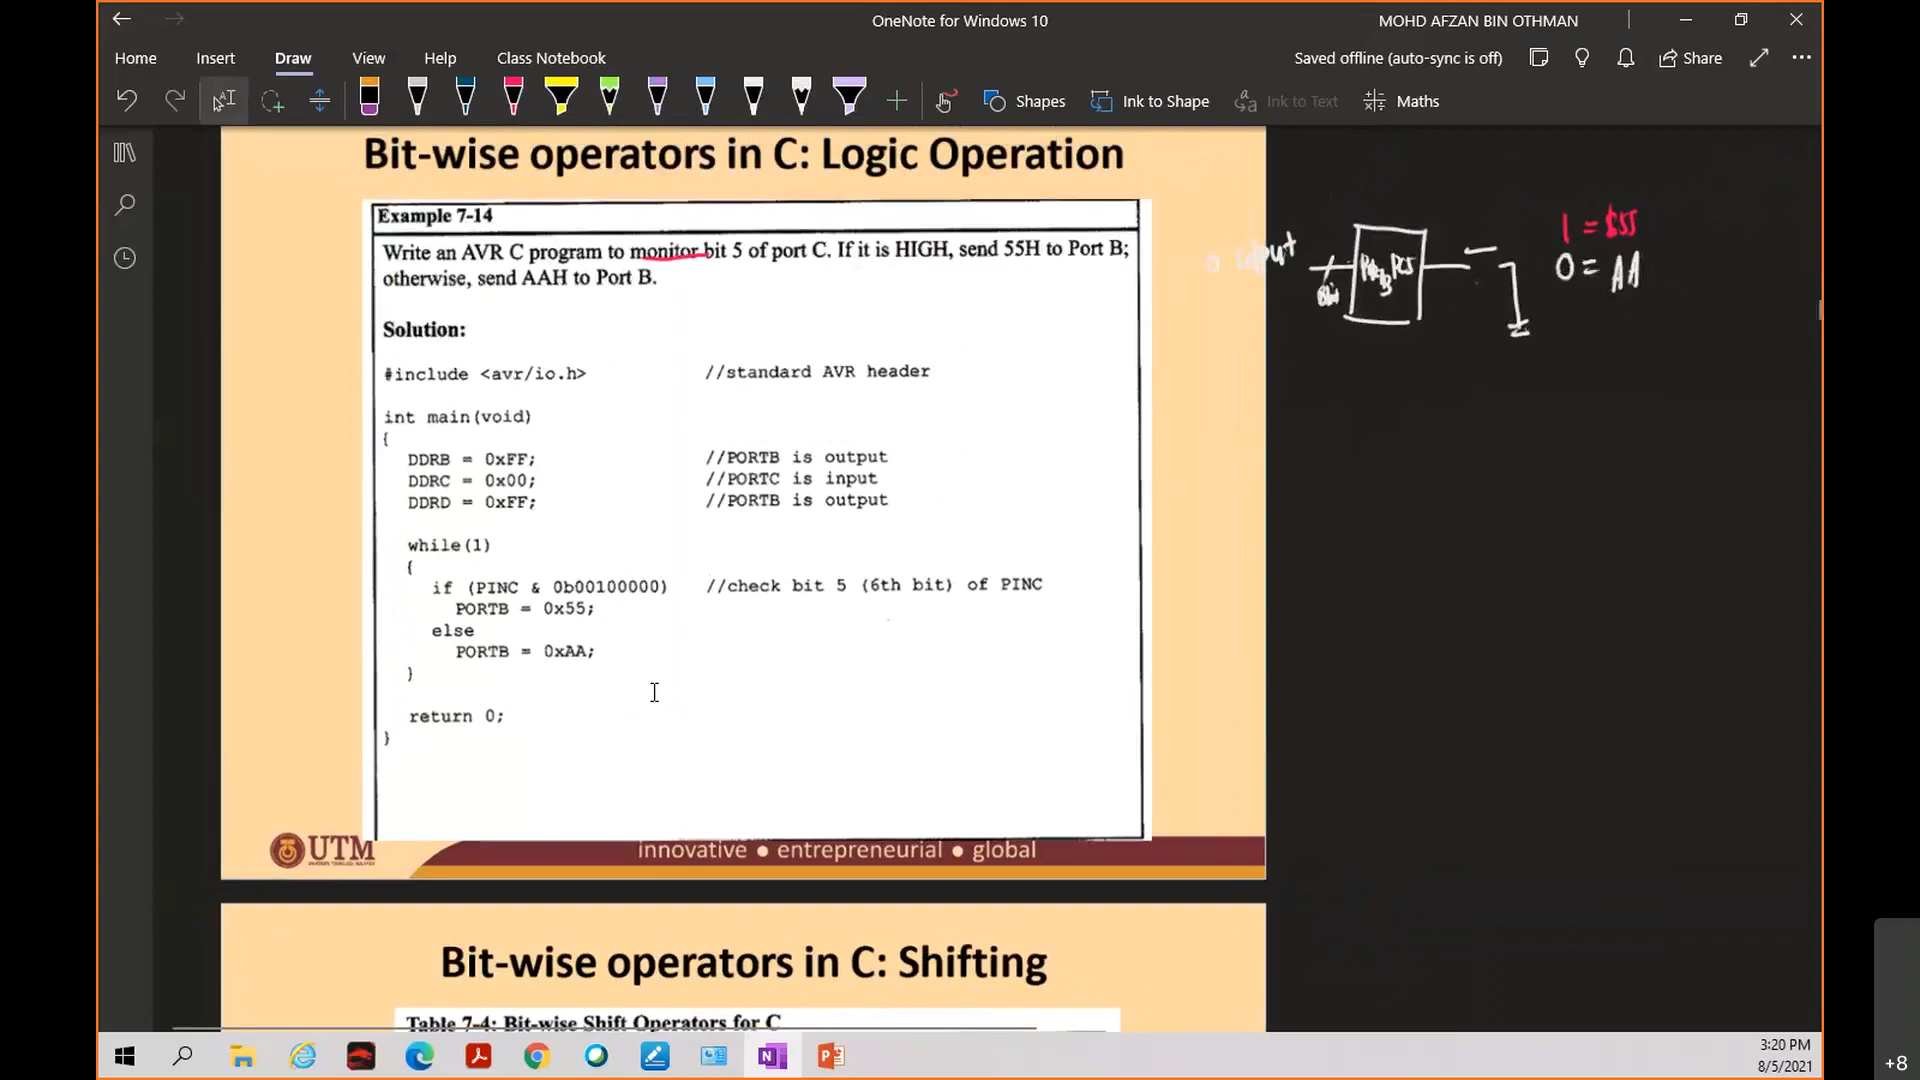 OneNote for Windows 10
MOHD AFZAN BIN OTHMAN
Home Insert Draw View Help Class Notebook
Saved offline (auto-sync is off) Share
Shapes Ink to Shape Ink to Text Maths
Bit-wise operators in C: Logic Operation
Example 7-14
Write an AVR C program to monitor bit 5 of port C. If it is HIGH, send 55H to Port B;
otherwise, send AAH to Port B.
Solution:
#include <avr/io.h> //standard AVR header
int main(void)
{
DDRB = 0xFF; //PORTB is output
DDRC = 0x00; //PORTC is input
DDRD = 0xFF; //PORTB is output
while(1)
{
if (PINC & 0b00100000) //check bit 5 (6th bit) of PINC
PORTB = 0x55;
else
PORTB = 0xAA;
}
return 0;
}
UTM
innovative • entrepreneurial • global
1 = $55
0 = AA
PC5
Bit-wise operators in C: Shifting
Table 7-4: Bit-wise Shift Operators for C
3:20 PM
8/5/2021
+8